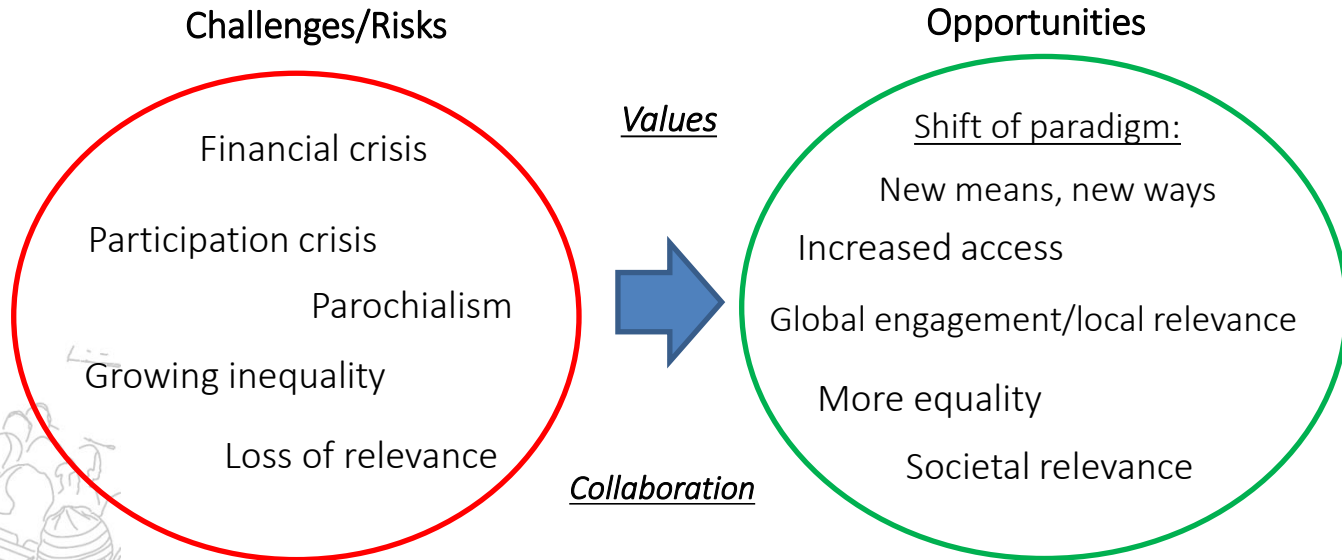 Challenges/Risks
Financial crisis
Participation crisis
Parochialism
Growing inequality
Loss of relevance
Values
Collaboration
Opportunities
Shift of paradigm:
New means, new ways
Increased access
Global engagement/local relevance
More equality
Societal relevance